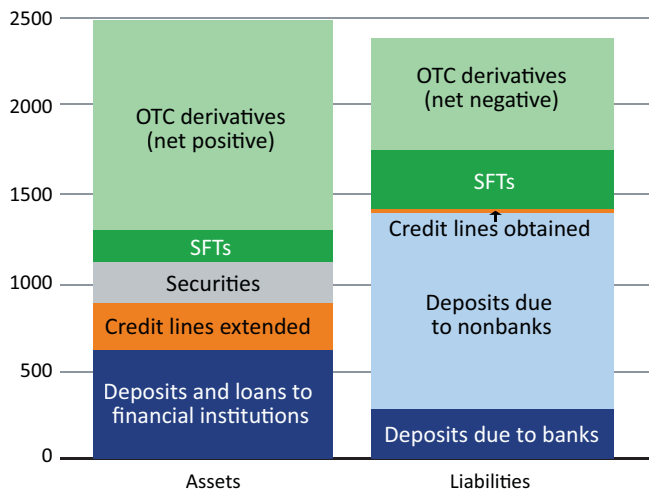 2500
2000
1500
1000
500
0
OTC derivatives
(net positive)
SFTs
Securities
Credit lines extended
Deposits and loans to
financial institutions
Assets
OTC derivatives
(net negative)
SFTs
Credit lines obtained
Deposits due
to nonbanks
Deposits due to banks
Liabilities